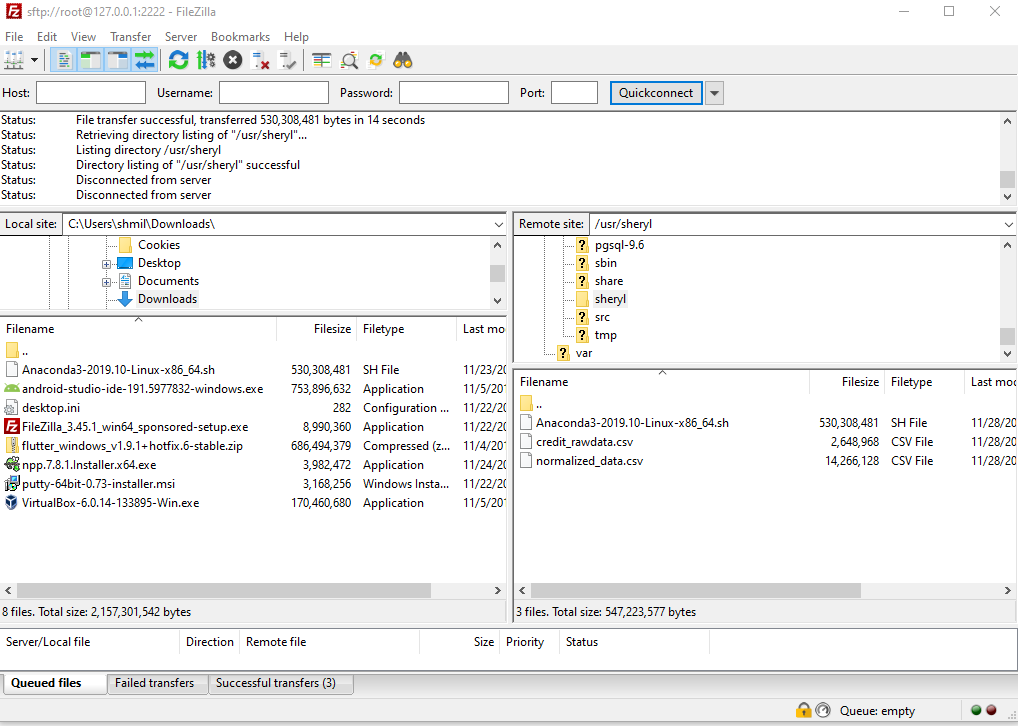 sftp://root@127.0.0.1:2222 - FileZilla
File Edit View Transfer Server Bookmarks Help
Host: Username: Password: Port: Quickconnect
Status: File transfer successful, transferred 530,308,481 bytes in 14 seconds
Status: Retrieving directory listing of "/usr/sheryl"...
Status: Listing directory /usr/sheryl
Status: Directory listing of "/usr/sheryl" successful
Status: Disconnected from server
Status: Disconnected from server
Local site: C:\Users\shmil\Downloads\
Cookies
Desktop
Documents
Downloads
Filename Filesize Filetype Last mo
..
Anaconda3-2019.10-Linux-x86_64.sh 530,308,481 SH File 11/23/20
android-studio-ide-191.5977832-windows.exe 753,896,632 Application 11/5/201
desktop.ini 282 Configuration ... 11/22/20
FileZilla_3.45.1_win64_sponsored-setup.exe 8,990,360 Application 11/22/20
flutter_windows_v1.9.1+hotfix.6-stable.zip 686,494,379 Compressed (z... 11/4/201
npp.7.8.1.Installer.x64.exe 3,982,472 Application 11/24/20
putty-64bit-0.73-installer.msi 3,168,256 Windows Insta... 11/22/20
VirtualBox-6.0.14-133895-Win.exe 170,460,680 Application 11/5/201
8 files. Total size: 2,157,301,542 bytes
Remote site: /usr/sheryl
? pgsql-9.6
? sbin
? share
sheryl
? src
? tmp
? var
Filename Filesize Filetype Last mod
..
Anaconda3-2019.10-Linux-x86_64.sh 530,308,481 SH File 11/28/20
credit_rawdata.csv 2,648,968 CSV File 11/28/20
normalized_data.csv 14,266,128 CSV File 11/28/20
3 files. Total size: 547,223,577 bytes
Server/Local file Direction Remote file Size Priority Status
Queued files Failed transfers Successful transfers (3)
Queue: empty